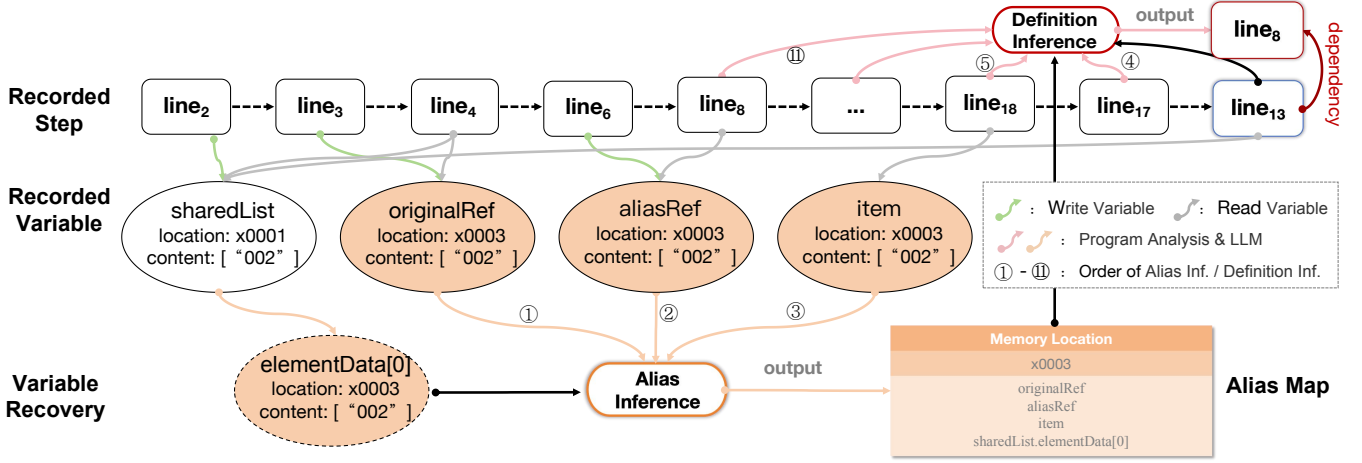 Definition
Inference
output
line8
dependency
⑪
⑤
④
Recorded
Step
line2
line3
line4
line6
line8
...
line18
line17
line13
Recorded
Variable
sharedList
location: x0001
content: [ “002” ]
originalRef
location: x0003
content: [ “002” ]
aliasRef
location: x0003
content: [ “002” ]
item
location: x0003
content: [ “002” ]
: Write Variable : Read Variable
: Program Analysis & LLM
① - ⑪ : Order of Alias Inf. / Definition Inf.
①
②
③
Variable
Recovery
elementData[0]
location: x0003
content: [ “002” ]
Alias
Inference
output
Memory Location
x0003
originalRef
aliasRef
item
sharedList.elementData[0]
Alias Map